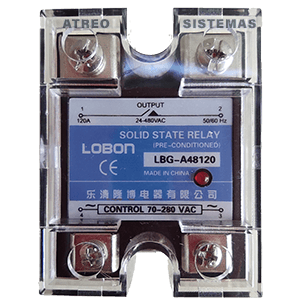 ATREO SISTEMAS
1 OUTPUT 2
120A 24-480VAC 50/60 Hz
SOLID STATE RELAY
(PRE-CONDITIONED)
LOBON LBG-A48120
CE MADE IN CHINA
乐清隆博电器有限公司
CONTROL 70-280 VAC
3 4